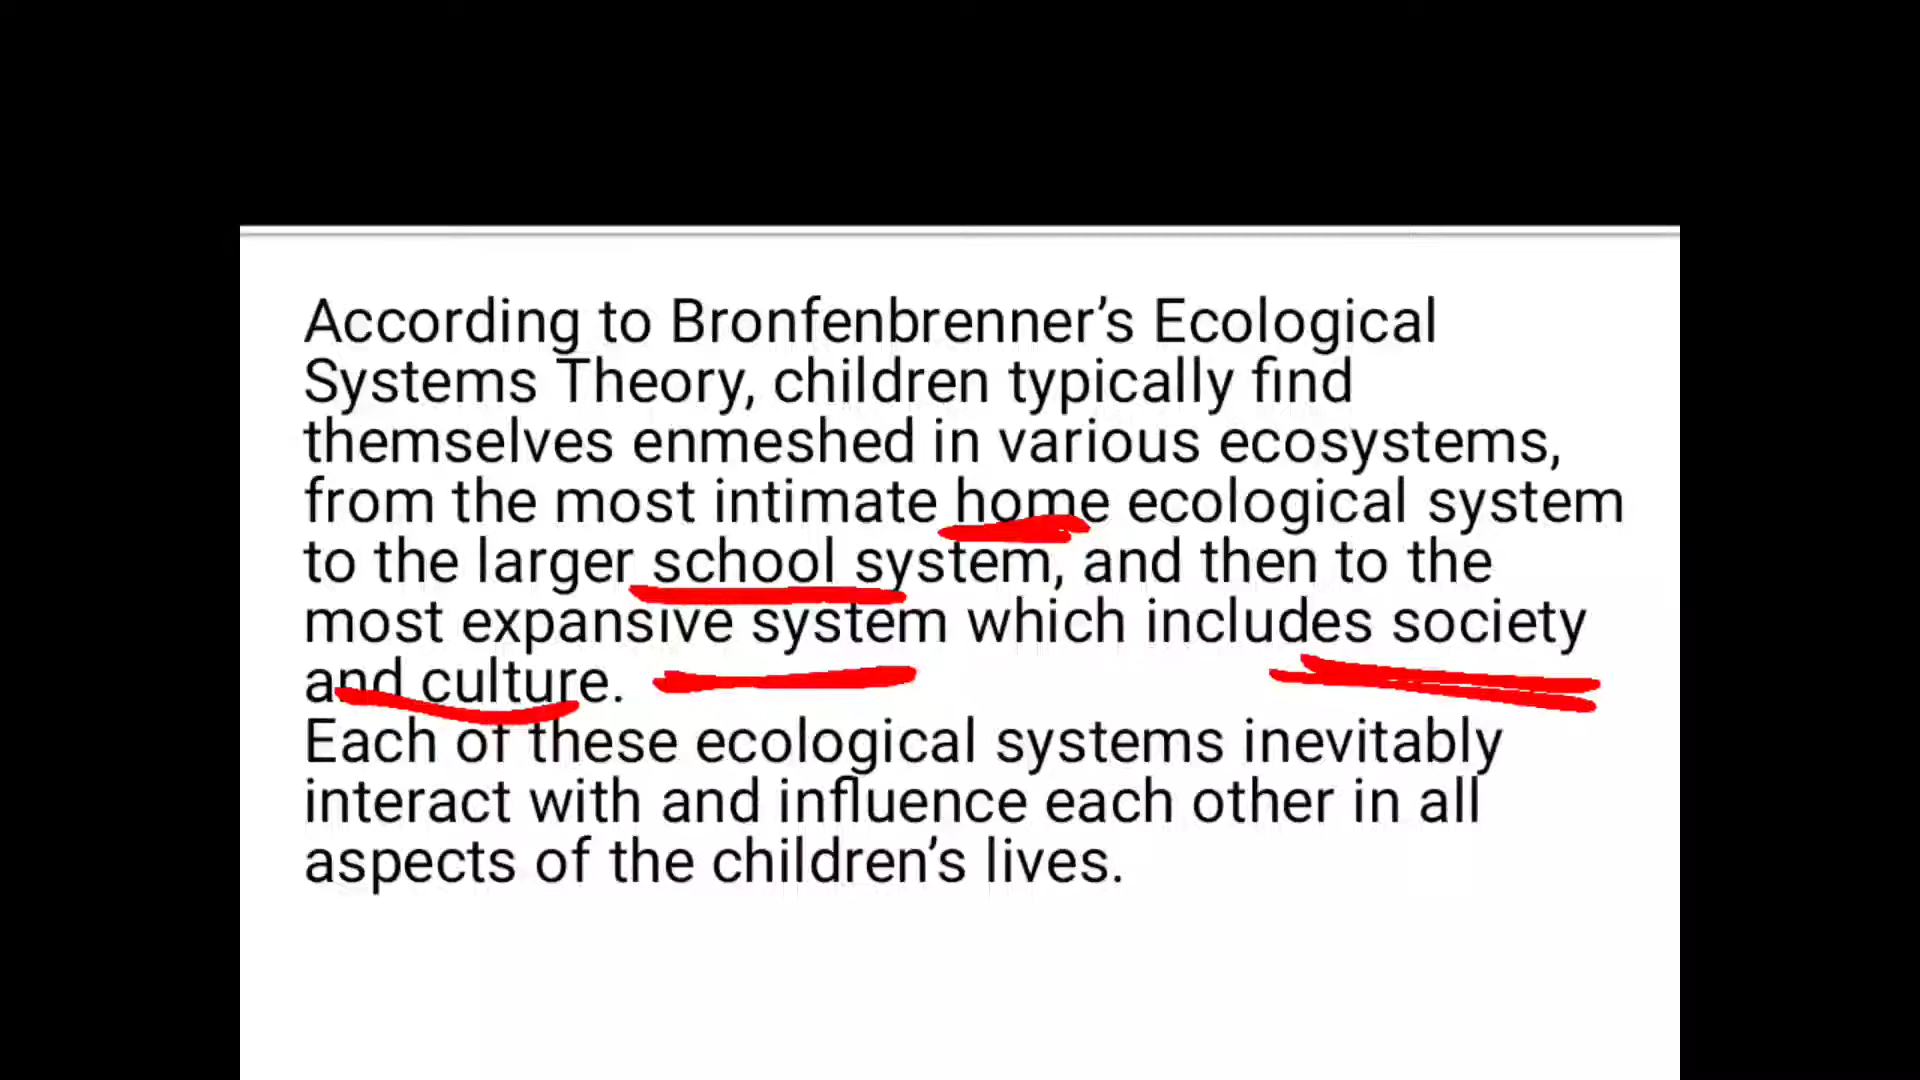 According to Bronfenbrenner’s Ecological
Systems Theory, children typically find
themselves enmeshed in various ecosystems,
from the most intimate home ecological system
to the larger school system, and then to the
most expansive system which includes society
and culture.
Each of these ecological systems inevitably
interact with and influence each other in all
aspects of the children’s lives.